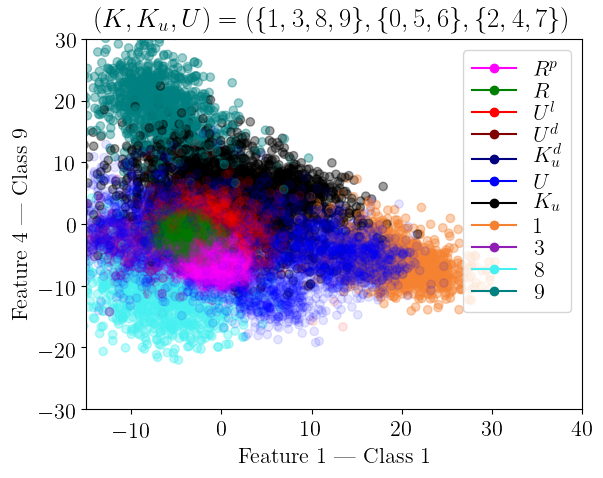 (K, K_u, U) = ({1, 3, 8, 9}, {0, 5, 6}, {2, 4, 7})
30
20
10
0
−10
−20
−30
Feature 4 — Class 9
R^p
R
U^l
U^d
K_u^d
U
K_u
1
3
8
9
−10
0
10
20
30
40
Feature 1 — Class 1